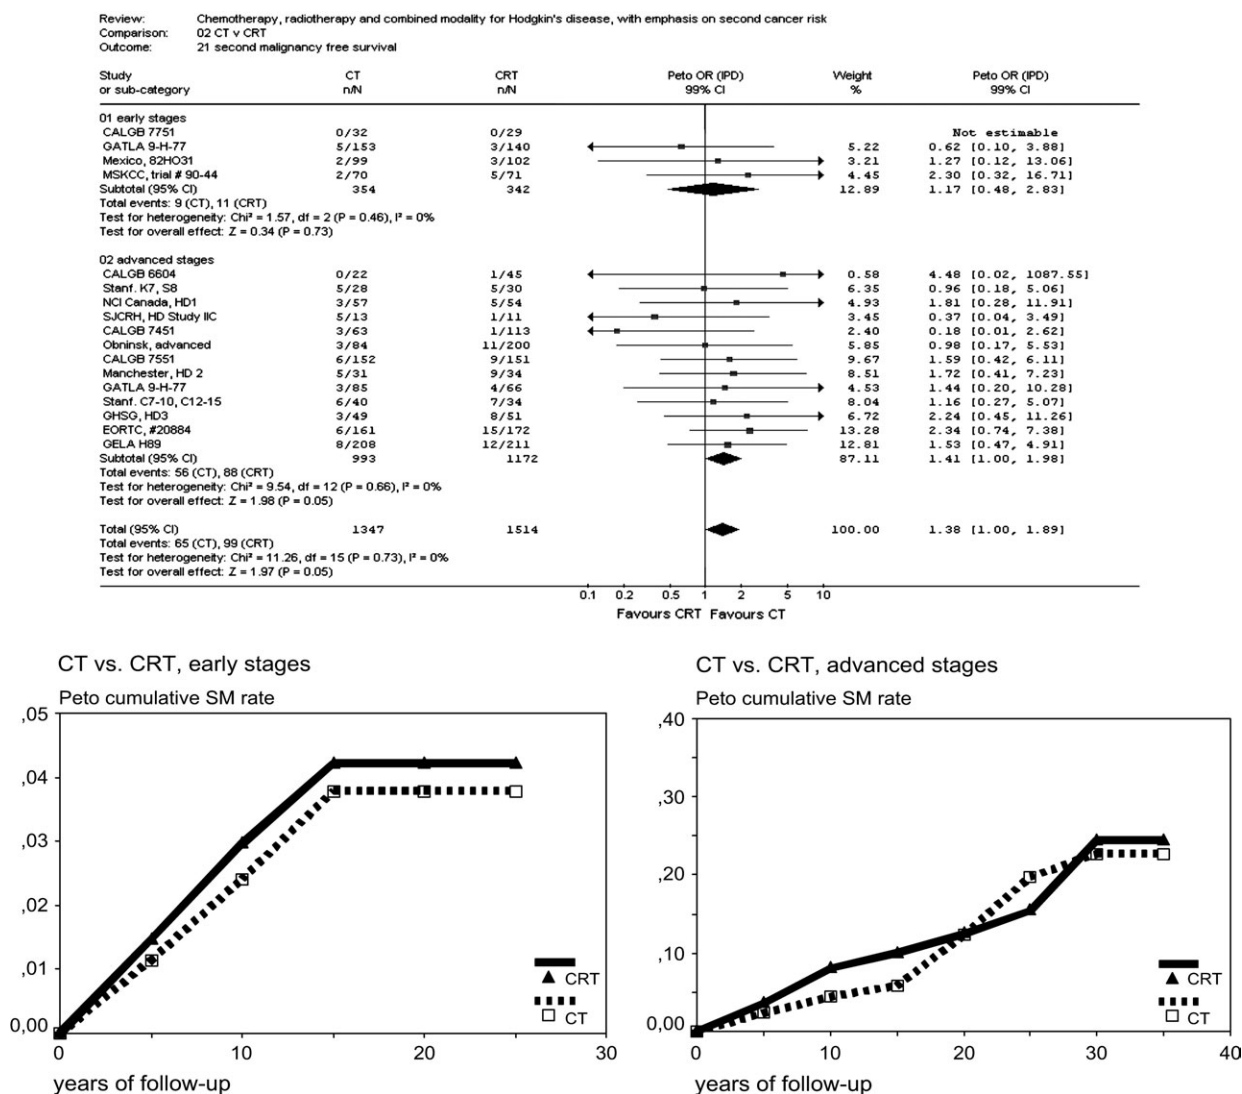 Review: Chemotherapy, radiotherapy and combined modality for Hodgkin's disease, with emphasis on second cancer risk
Comparison: 02 CT v CRT
Outcome: 21 second malignancy free survival
Study CT CRT Peto OR (IPD) Weight Peto OR (IPD)
or sub-category n/N n/N 99% CI % 99% CI
01 early stages
CALGB 7751 0/32 0/29 Not estimable
GATLA 9-H-77 5/153 3/140 5.22 0.62 [0.10, 3.88]
Mexico, 82HO31 2/99 3/102 3.21 1.27 [0.12, 13.06]
MSKCC, trial # 90-44 2/70 5/71 4.45 2.30 [0.32, 16.71]
Subtotal (95% CI) 354 342 12.89 1.17 [0.48, 2.83]
Total events: 9 (CT), 11 (CRT)
Test for heterogeneity: Chi² = 1.57, df = 2 (P = 0.46), I² = 0%
Test for overall effect: Z = 0.34 (P = 0.73)
02 advanced stages
CALGB 6604 0/22 1/45 0.58 4.48 [0.02, 1087.55]
Stanf. K7, S8 5/28 5/30 6.35 0.96 [0.18, 5.06]
NCI Canada, HD1 3/57 5/54 4.93 1.81 [0.28, 11.91]
SJCRH, HD Study IIC 5/13 1/11 3.45 0.37 [0.04, 3.49]
CALGB 7451 3/63 1/113 2.40 0.18 [0.01, 2.62]
Obninsk, advanced 3/84 11/200 5.85 0.98 [0.17, 5.53]
CALGB 7551 6/152 9/151 9.67 1.59 [0.42, 6.11]
Manchester, HD 2 5/31 9/34 8.51 1.72 [0.41, 7.23]
GATLA 9-H-77 3/85 4/66 4.53 1.44 [0.20, 10.28]
Stanf. C7-10, C12-15 6/40 7/34 8.04 1.16 [0.27, 5.07]
GHSG, HD3 3/49 8/51 6.72 2.24 [0.45, 11.26]
EORTC, #20884 6/161 15/172 13.28 2.34 [0.74, 7.38]
GELA H89 8/208 12/211 12.81 1.53 [0.47, 4.91]
Subtotal (95% CI) 993 1172 87.11 1.41 [1.00, 1.98]
Total events: 56 (CT), 88 (CRT)
Test for heterogeneity: Chi² = 9.54, df = 12 (P = 0.66), I² = 0%
Test for overall effect: Z = 1.98 (P = 0.05)
Total (95% CI) 1347 1514 100.00 1.38 [1.00, 1.89]
Total events: 65 (CT), 99 (CRT)
Test for heterogeneity: Chi² = 11.26, df = 15 (P = 0.73), I² = 0%
Test for overall effect: Z = 1.97 (P = 0.05)
0.1 0.2 0.5 1 2 5 10
Favours CRT Favours CT
CT vs. CRT, early stages
Peto cumulative SM rate
,05
,04
,03
,02
,01
0,00
CRT
CT
0 10 20 30
years of follow-up
CT vs. CRT, advanced stages
Peto cumulative SM rate
,40
,30
,20
,10
,00
CRT
CT
0 10 20 30 40
years of follow-up